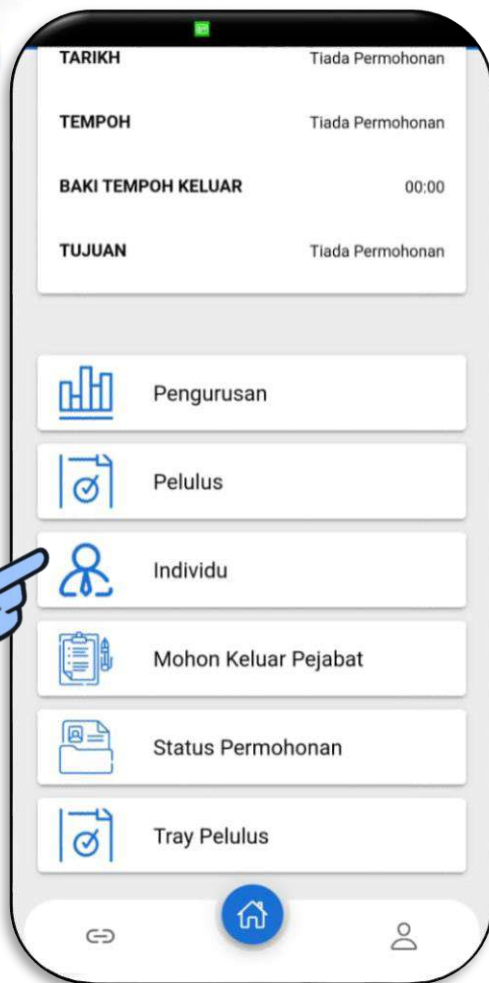 TARIKH Tiada Permohonan
TEMPOH Tiada Permohonan
BAKI TEMPOH KELUAR 00:00
TUJUAN Tiada Permohonan
Pengurusan
Pelulus
Individu
Mohon Keluar Pejabat
Status Permohonan
Tray Pelulus